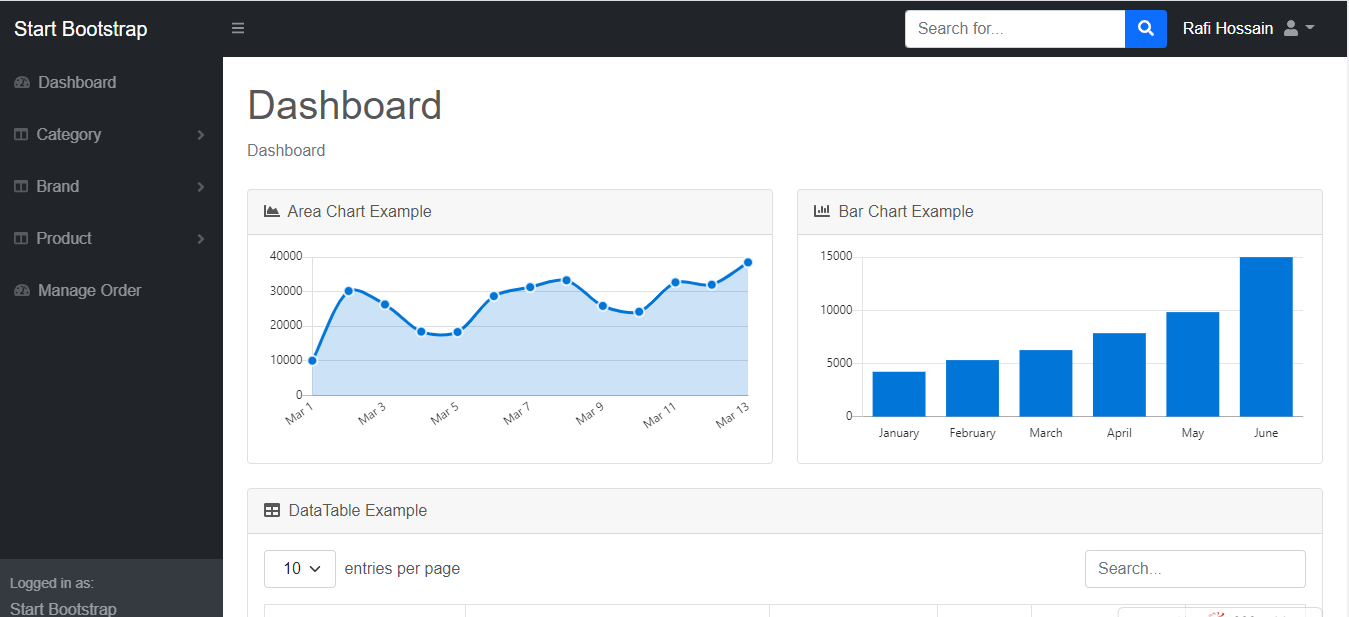 Start Bootstrap
Search for...
Rafi Hossain
Dashboard
Category
Brand
Product
Manage Order
Logged in as:
Start Bootstrap
Dashboard
Dashboard
Area Chart Example
40000
30000
20000
10000
0
Mar 1
Mar 3
Mar 5
Mar 7
Mar 9
Mar 11
Mar 13
Bar Chart Example
15000
10000
5000
0
January
February
March
April
May
June
DataTable Example
10 entries per page
Search...